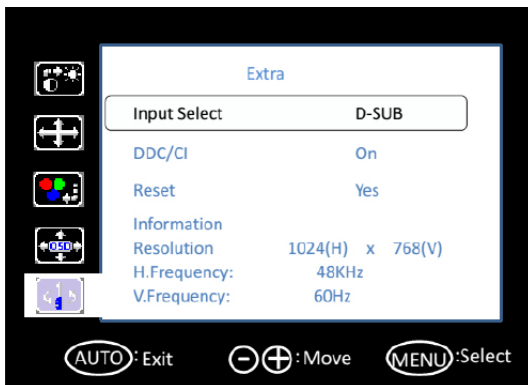 Extra
Input Select D-SUB
DDC/CI On
Reset Yes
Information
Resolution 1024(H) x 768(V)
H.Frequency: 48KHz
V.Frequency: 60Hz
OSD
AUTO: Exit - + : Move MENU: Select